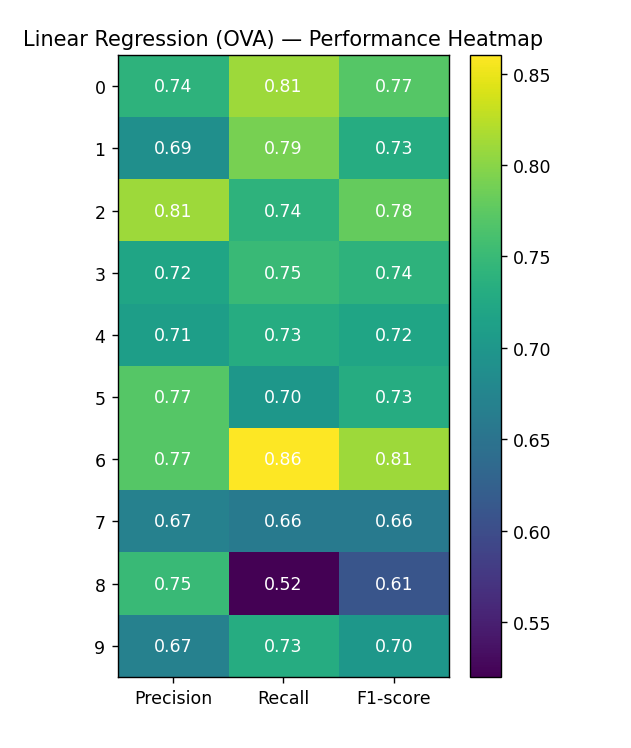 Linear Regression (OVA) — Performance Heatmap
0 0.74 0.81 0.77
1 0.69 0.79 0.73
2 0.81 0.74 0.78
3 0.72 0.75 0.74
4 0.71 0.73 0.72
5 0.77 0.70 0.73
6 0.77 0.86 0.81
7 0.67 0.66 0.66
8 0.75 0.52 0.61
9 0.67 0.73 0.70
Precision Recall F1-score
0.85
0.80
0.75
0.70
0.65
0.60
0.55